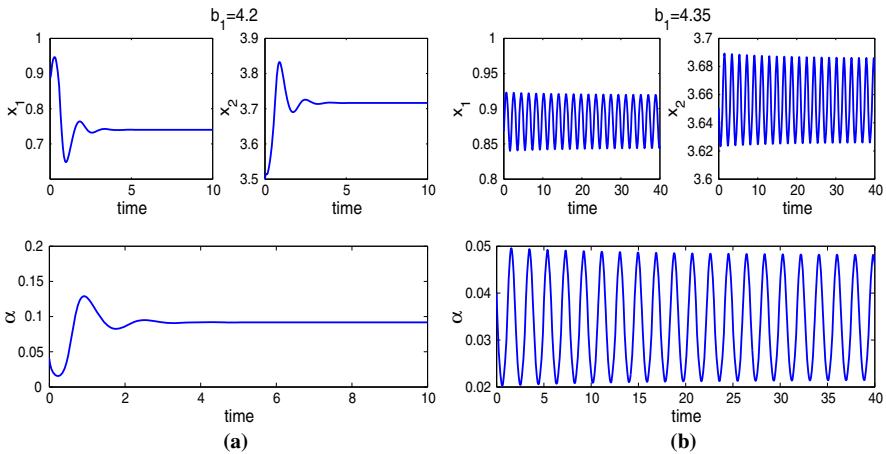 b1=4.2
b1=4.35
1
0.9
0.8
0.7
x1
0 5 10
time
3.9
3.8
3.7
3.6
3.5
x2
0 5 10
time
1
0.95
0.9
0.85
0.8
x1
0 10 20 30 40
time
3.7
3.68
3.66
3.64
3.62
3.6
x2
0 10 20 30 40
time
0.2
0.15
0.1
0.05
0
α
0 2 4 6 8 10
time
0.05
0.04
0.03
0.02
α
0 5 10 15 20 25 30 35 40
time
(a)
(b)